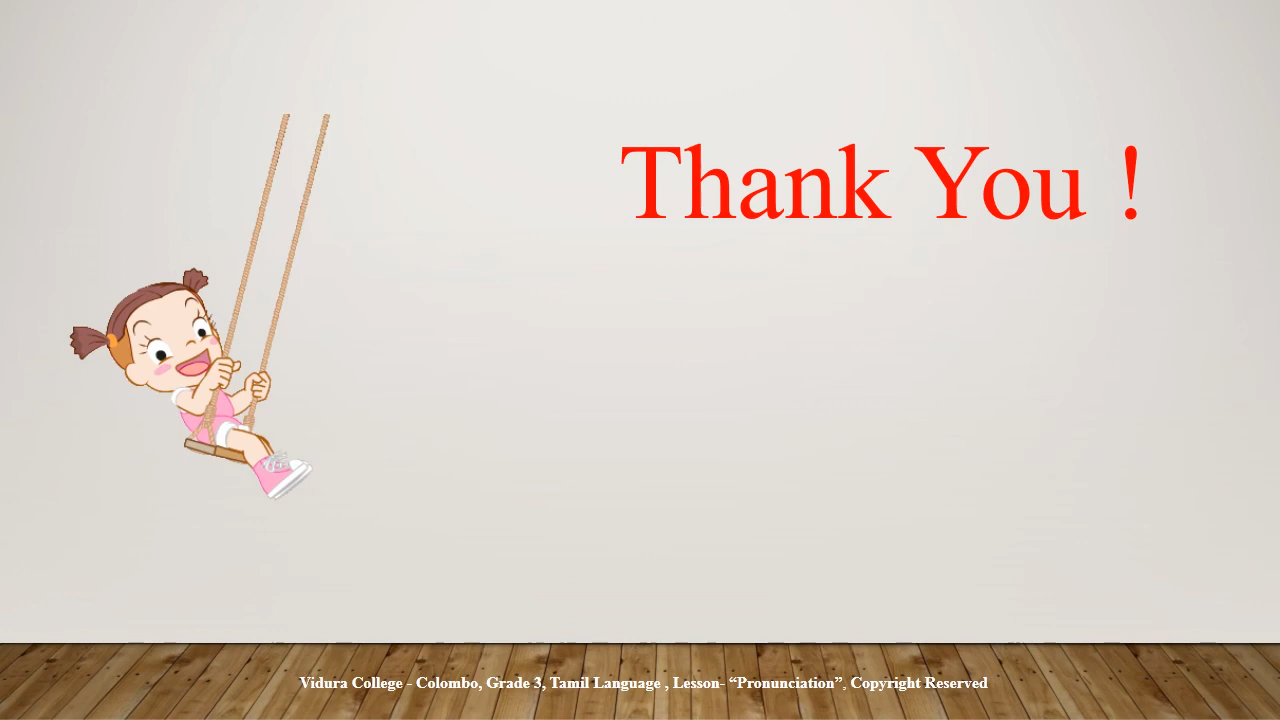 Thank You !
Vidura College - Colombo, Grade 3, Tamil Language , Lesson- “Pronunciation”, Copyright Reserved